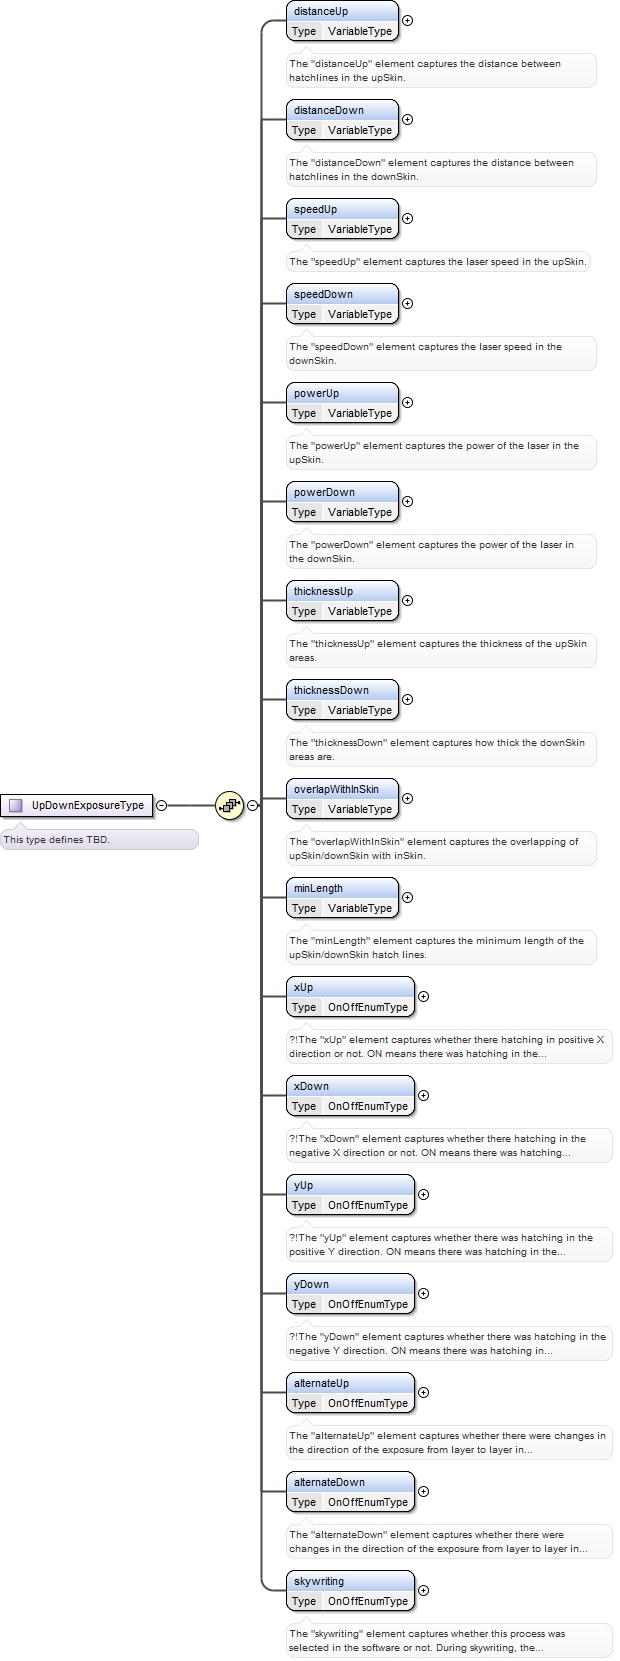 distanceUp
Type VariableType
The "distanceUp" element captures the distance between
hatchlines in the upSkin.
distanceDown
Type VariableType
The "distanceDown" element captures the distance between
hatchlines in the downSkin.
speedUp
Type VariableType
The "speedUp" element captures the laser speed in the upSkin.
speedDown
Type VariableType
The "speedDown" element captures the laser speed in the
downSkin.
powerUp
Type VariableType
The "powerUp" element captures the power of the laser in the
upSkin.
powerDown
Type VariableType
The "powerDown" element captures the power of the laser in
the downSkin.
thicknessUp
Type VariableType
The "thicknessUp" element captures the thickness of the upSkin
areas.
thicknessDown
Type VariableType
The "thicknessDown" element captures how thick the downSkin
areas are.
UpDownExposureType
This type defines TBD.
overlapWithInSkin
Type VariableType
The "overlapWithInSkin" element captures the overlapping of
upSkin/downSkin with inSkin.
minLength
Type VariableType
The "minLength" element captures the minimum length of the
upSkin/downSkin hatch lines.
xUp
Type OnOffEnumType
?!The "xUp" element captures whether there hatching in positive X
direction or not. ON means there was hatching in the...
xDown
Type OnOffEnumType
?!The "xDown" element captures whether there hatching in the
negative X direction or not. ON means there was hatching...
yUp
Type OnOffEnumType
?!The "yUp" element captures whether there was hatching in the
positive Y direction. ON means there was hatching in the...
yDown
Type OnOffEnumType
?!The "yDown" element captures whether there was hatching in the
negative Y direction. ON means there was hatching in...
alternateUp
Type OnOffEnumType
The "alternateUp" element captures whether there were changes in
the direction of the exposure from layer to layer in...
alternateDown
Type OnOffEnumType
The "alternateDown" element captures whether there were
changes in the direction of the exposure from layer to layer in...
skywriting
Type OnOffEnumType
The "skywriting" element captures whether this process was
selected in the software or not. During skywriting, the...